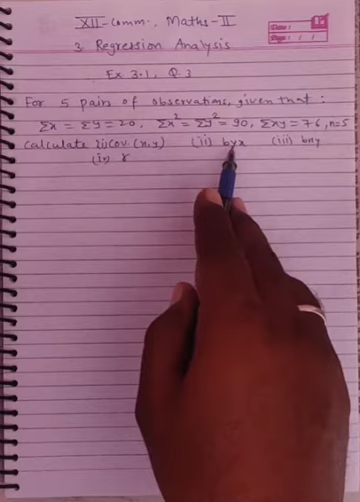 XII-Comm., Maths-II
3. Regression Analysis
Ex. 3.1, Q.3
For 5 pairs of observations, given that :
Σx = Σy = 20, Σx² = Σy² = 90, Σxy = 76, n=5
Calculate (i) cov. (x,y) (ii) byx (iii) bxy
(iv) r